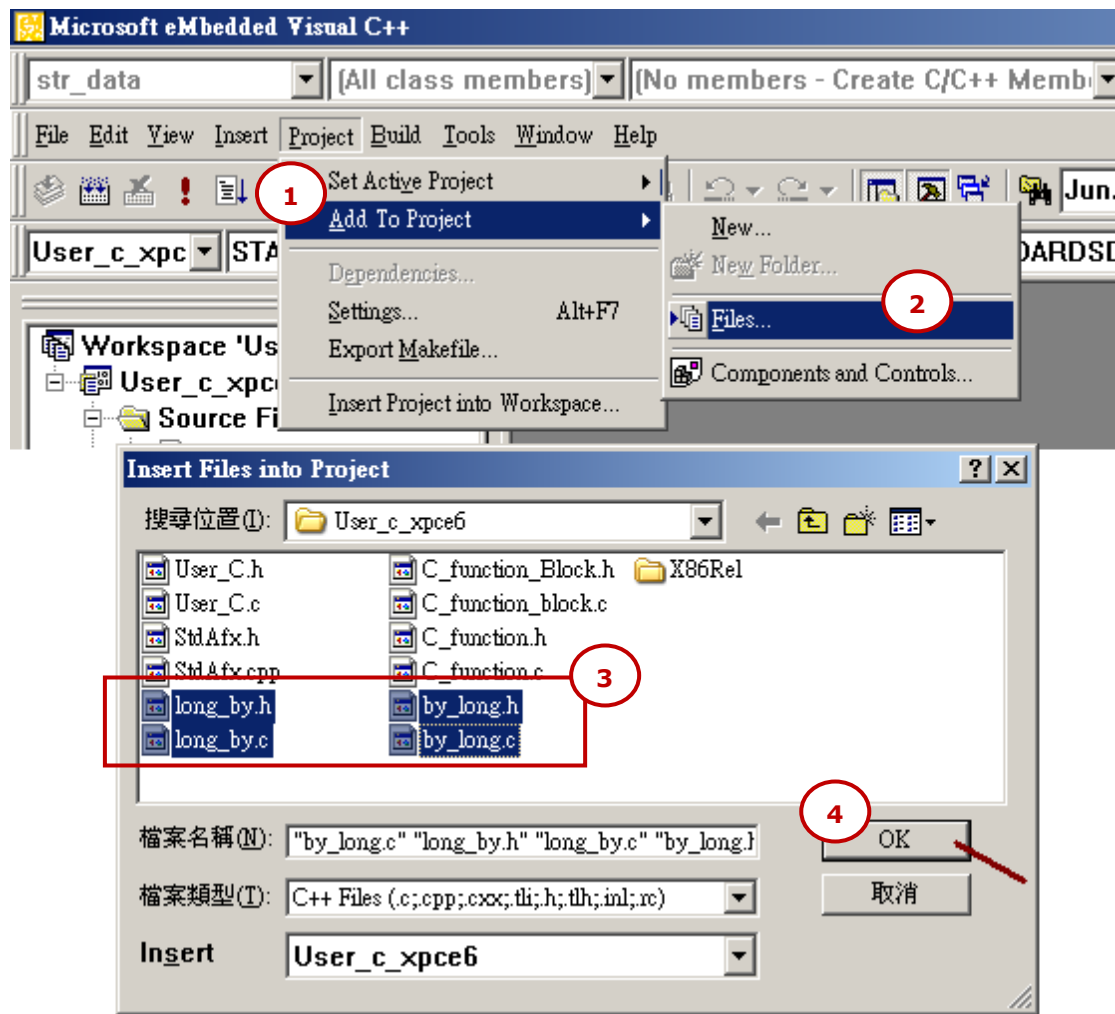 Microsoft eMbedded Visual C++
str_data (All class members) (No members - Create C/C++ Memb
File Edit View Insert Project Build Tools Window Help
1 Set Active Project Jun.
Add To Project New...
User_c_xpc STA New Folder... DARDSD
Dependencies...
2
Settings... Alt+F7 Files...
Workspace 'Us Export Makefile...
User_c_xpc Components and Controls...
Source Fi Insert Project into Workspace...
Insert Files into Project
搜尋位置(I): User_c_xpce6
User_C.h C_function_Block.h X86Rel
User_C.c C_function_block.c
StdAfx.h C_function.h
StdAfx.cpp C_function.c
3
long_by.h by_long.h
long_by.c by_long.c
4
檔案名稱(N): "by_long.c" "long_by.h" "long_by.c" "by_long.h OK
檔案類型(T): C++ Files (.c;.cpp;.cxx;.tli;.h;.tlh;.inl;.rc) 取消
Insert User_c_xpce6